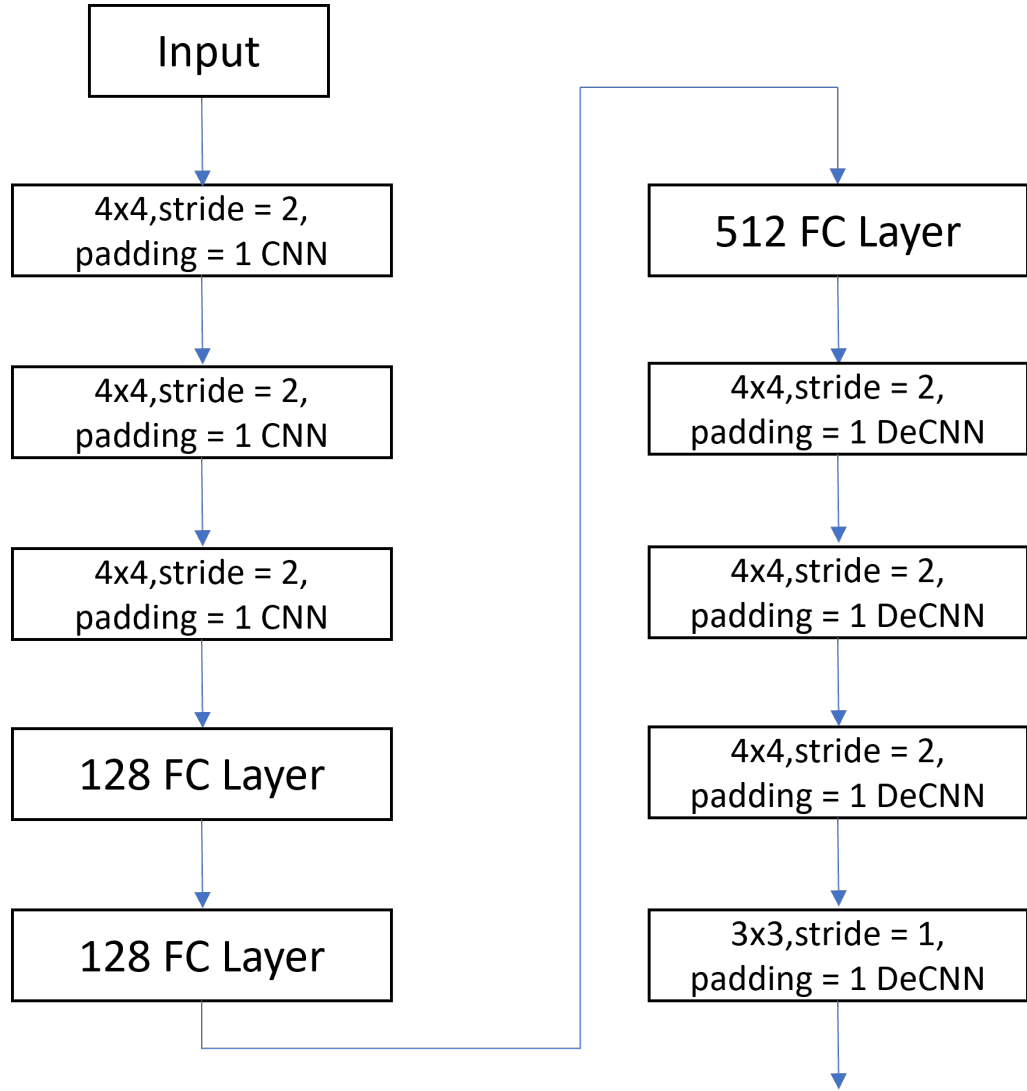 Input
4x4,stride = 2,
padding = 1 CNN
4x4,stride = 2,
padding = 1 CNN
4x4,stride = 2,
padding = 1 CNN
128 FC Layer
128 FC Layer
512 FC Layer
4x4,stride = 2,
padding = 1 DeCNN
4x4,stride = 2,
padding = 1 DeCNN
4x4,stride = 2,
padding = 1 DeCNN
3x3,stride = 1,
padding = 1 DeCNN